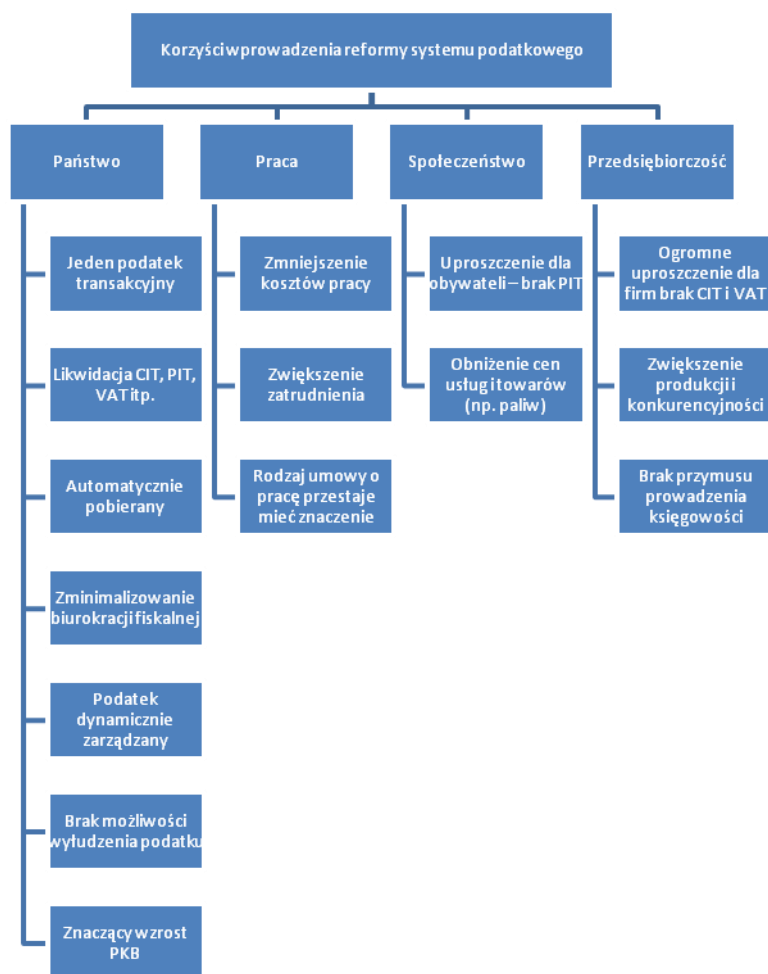 Korzyści wprowadzenia reformy systemu podatkowego
Państwo
Jeden podatek
transakcyjny
Likwidacja CIT, PIT,
VAT itp.
Automatycznie
pobierany
Zminimalizowanie
biurokracji fiskalnej
Podatek
dynamicznie
zarządzany
Brak możliwości
wyłudzenia podatku
Znaczący wzrost
PKB
Praca
Zmniejszenie
kosztów pracy
Zwiększenie
zatrudnienia
Rodzaj umowy o
pracę przestaje
mieć znaczenie
Społeczeństwo
Uproszczenie dla
obywateli – brak PIT
Obniżenie cen
usług i towarów
(np. paliw)
Przedsiębiorczość
Ogromne
uproszczenie dla
firm brak CIT i VAT
Zwiększenie
produkcji i
konkurencyjności
Brak przymusu
prowadzenia
księgowości